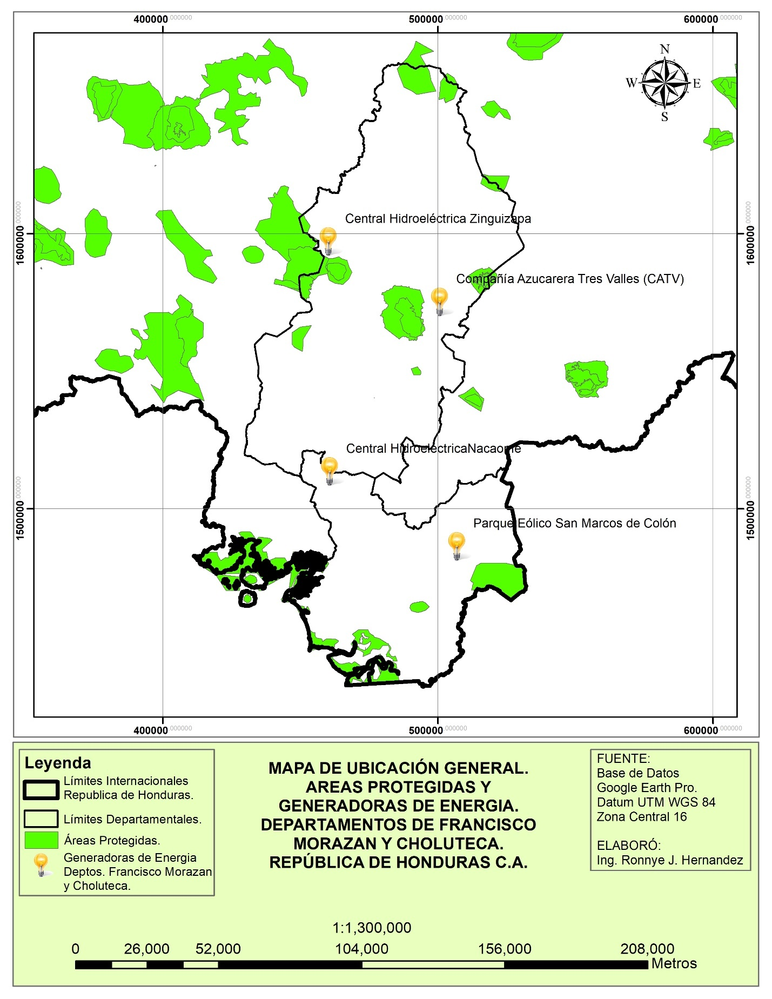 400000.000000
500000.000000
600000.000000
N
W
E
S
1600000.000000
1600000.000000
Central Hidroeléctrica Zinguizapa
Compañía Azucarera Tres Valles (CATV)
Central HidroelectricaNacaome
1500000.000000
1500000.000000
Parque Eólico San Marcos de Colón
400000.000000
500000.000000
600000.000000
Leyenda
Límites Internacionales
Republica de Honduras.
Límites Departamentales.
Áreas Protegidas.
Generadoras de Energia
Deptos. Francisco Morazan
y Choluteca.
MAPA DE UBICACIÓN GENERAL.
AREAS PROTEGIDAS Y
GENERADORAS DE ENERGIA.
DEPARTAMENTOS DE FRANCISCO
MORAZAN Y CHOLUTECA.
REPÚBLICA DE HONDURAS C.A.
FUENTE:
Base de Datos
Google Earth Pro.
Datum UTM WGS 84
Zona Central 16
ELABORÓ:
Ing. Ronnye J. Hernandez
1:1,300,000
0 26,000 52,000 104,000 156,000 208,000
Metros